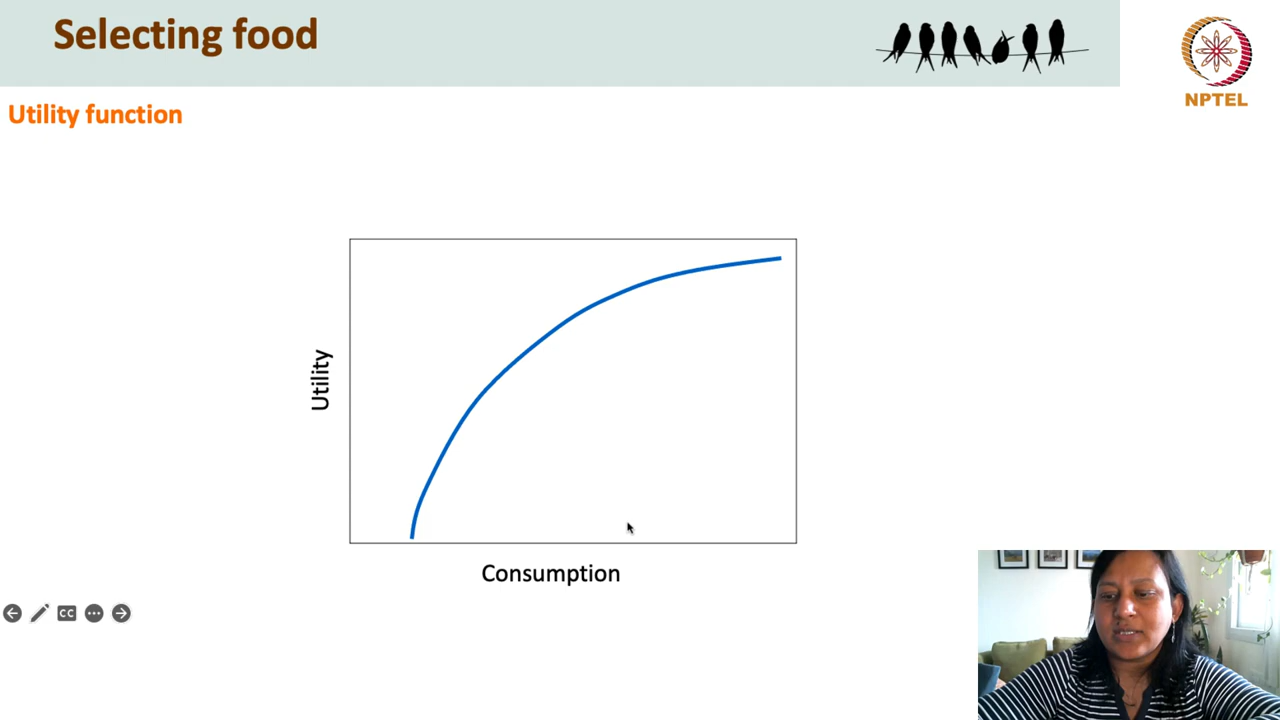 Selecting food
NPTEL
Utility function
Utility
Consumption
CC